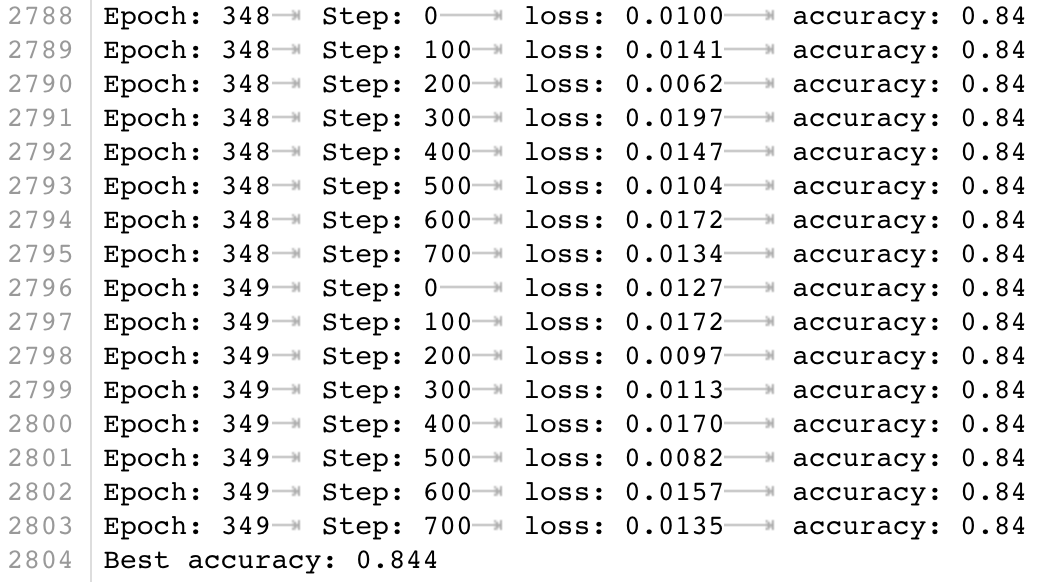 2788 Epoch: 348 Step: 0 loss: 0.0100 accuracy: 0.84
2789 Epoch: 348 Step: 100 loss: 0.0141 accuracy: 0.84
2790 Epoch: 348 Step: 200 loss: 0.0062 accuracy: 0.84
2791 Epoch: 348 Step: 300 loss: 0.0197 accuracy: 0.84
2792 Epoch: 348 Step: 400 loss: 0.0147 accuracy: 0.84
2793 Epoch: 348 Step: 500 loss: 0.0104 accuracy: 0.84
2794 Epoch: 348 Step: 600 loss: 0.0172 accuracy: 0.84
2795 Epoch: 348 Step: 700 loss: 0.0134 accuracy: 0.84
2796 Epoch: 349 Step: 0 loss: 0.0127 accuracy: 0.84
2797 Epoch: 349 Step: 100 loss: 0.0172 accuracy: 0.84
2798 Epoch: 349 Step: 200 loss: 0.0097 accuracy: 0.84
2799 Epoch: 349 Step: 300 loss: 0.0113 accuracy: 0.84
2800 Epoch: 349 Step: 400 loss: 0.0170 accuracy: 0.84
2801 Epoch: 349 Step: 500 loss: 0.0082 accuracy: 0.84
2802 Epoch: 349 Step: 600 loss: 0.0157 accuracy: 0.84
2803 Epoch: 349 Step: 700 loss: 0.0135 accuracy: 0.84
2804 Best accuracy: 0.844